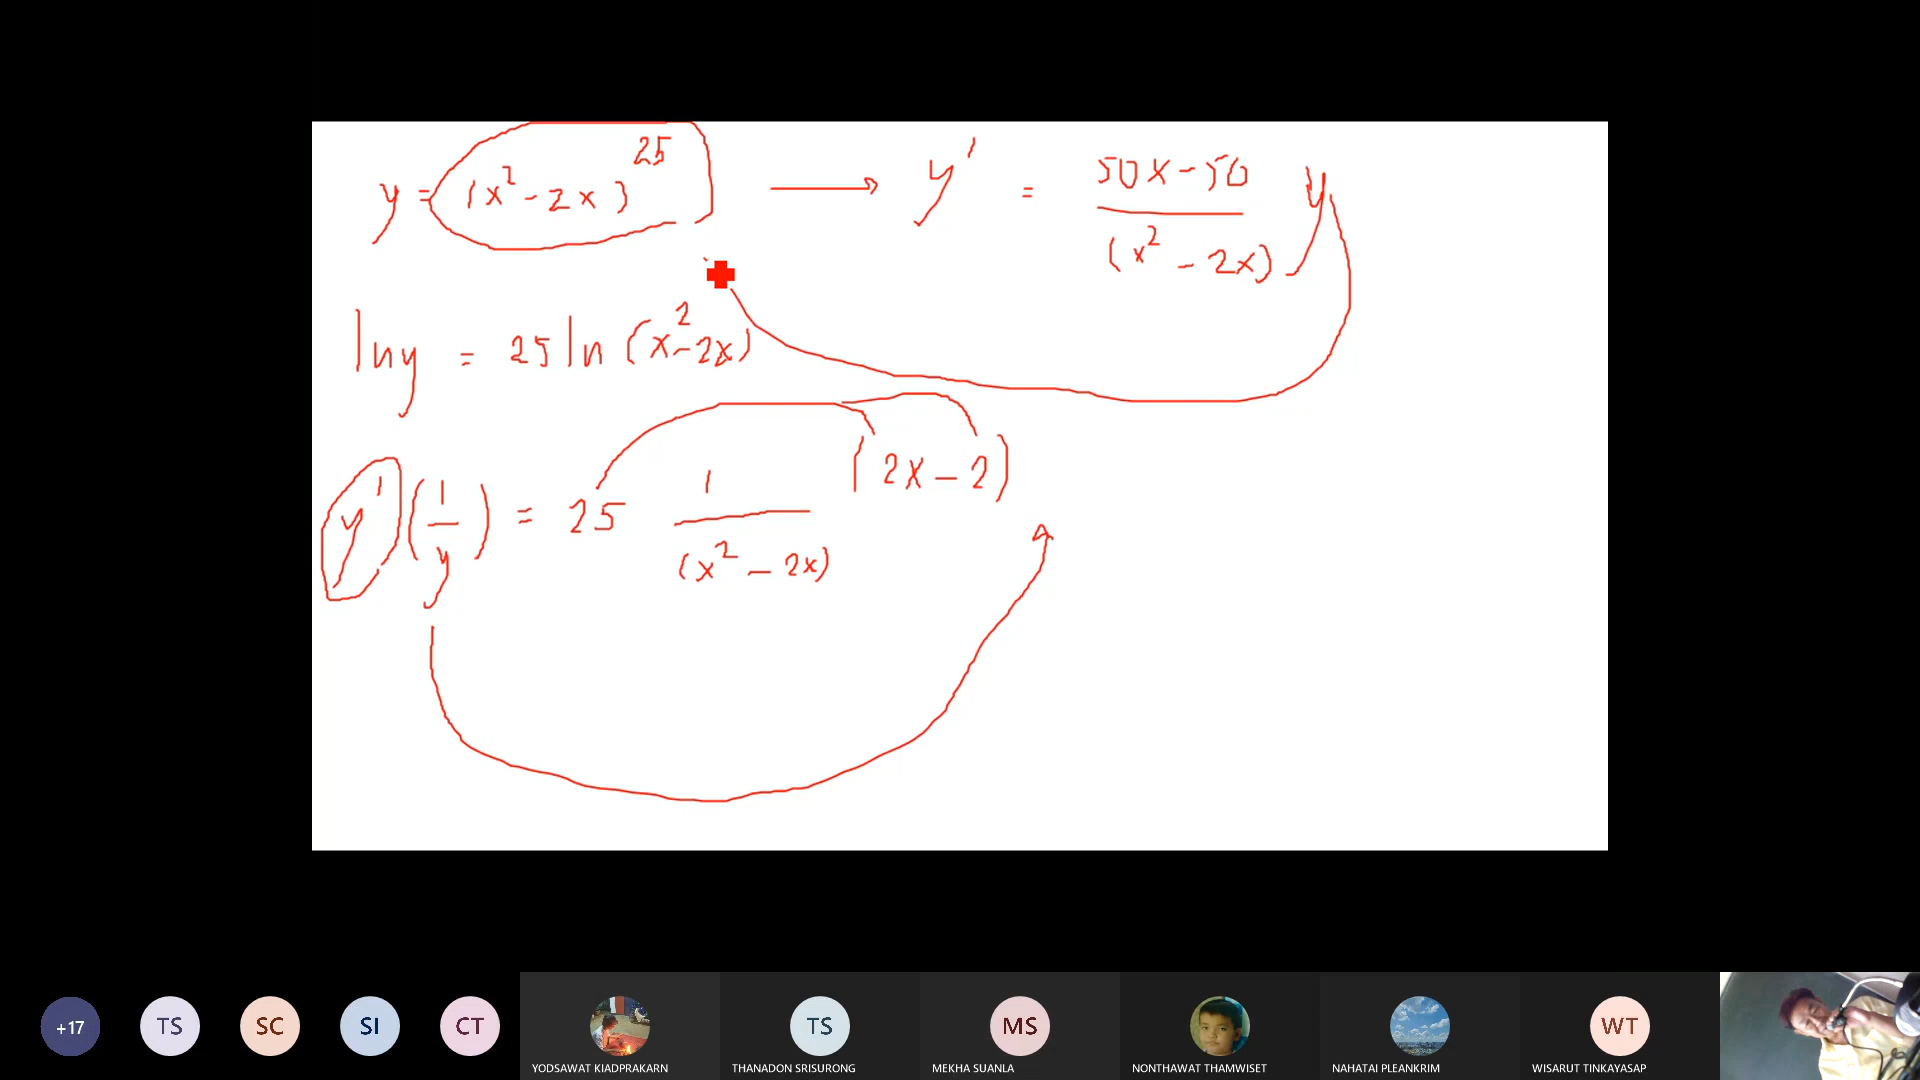 y = (x² - 2x)²⁵ → y' = 50x - 50 / (x² - 2x) y
ln y = 25 ln (x² - 2x)
y' (1/y) = 25 1/(x² - 2x) (2x - 2)
+17 TS SC SI CT TS MS WT
YODSAWAT KIADPRAKARN THANADON SRISURONG MEKHA SUANLA NONTHAWAT THAMWISET NAHATAI PLEANKRIM WISARUT TINKAYASAP